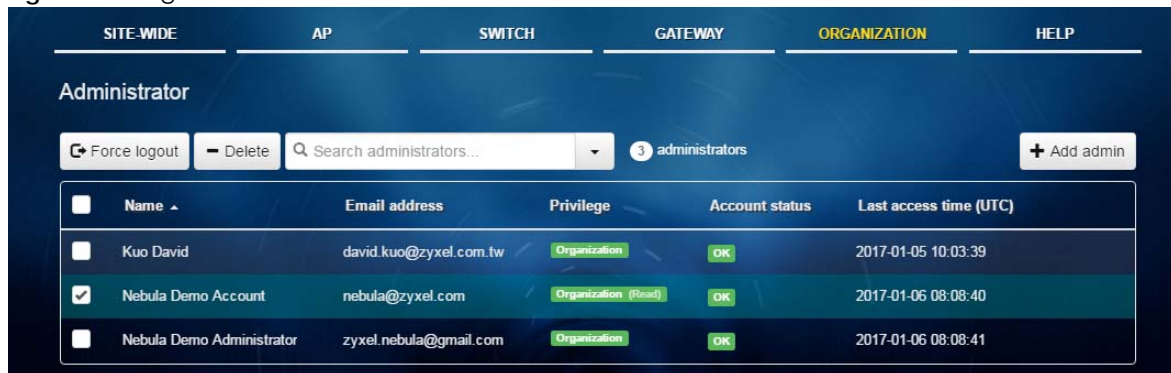 SITE-WIDE AP SWITCH GATEWAY ORGANIZATION HELP
Administrator
Force logout Delete Search administrators... 3 administrators Add admin
Name Email address Privilege Account status Last access time (UTC)
Kuo David david.kuo@zyxel.com.tw Organization OK 2017-01-05 10:03:39
Nebula Demo Account nebula@zyxel.com Organization (Read) OK 2017-01-06 08:08:40
Nebula Demo Administrator zyxel.nebula@gmail.com Organization OK 2017-01-06 08:08:41